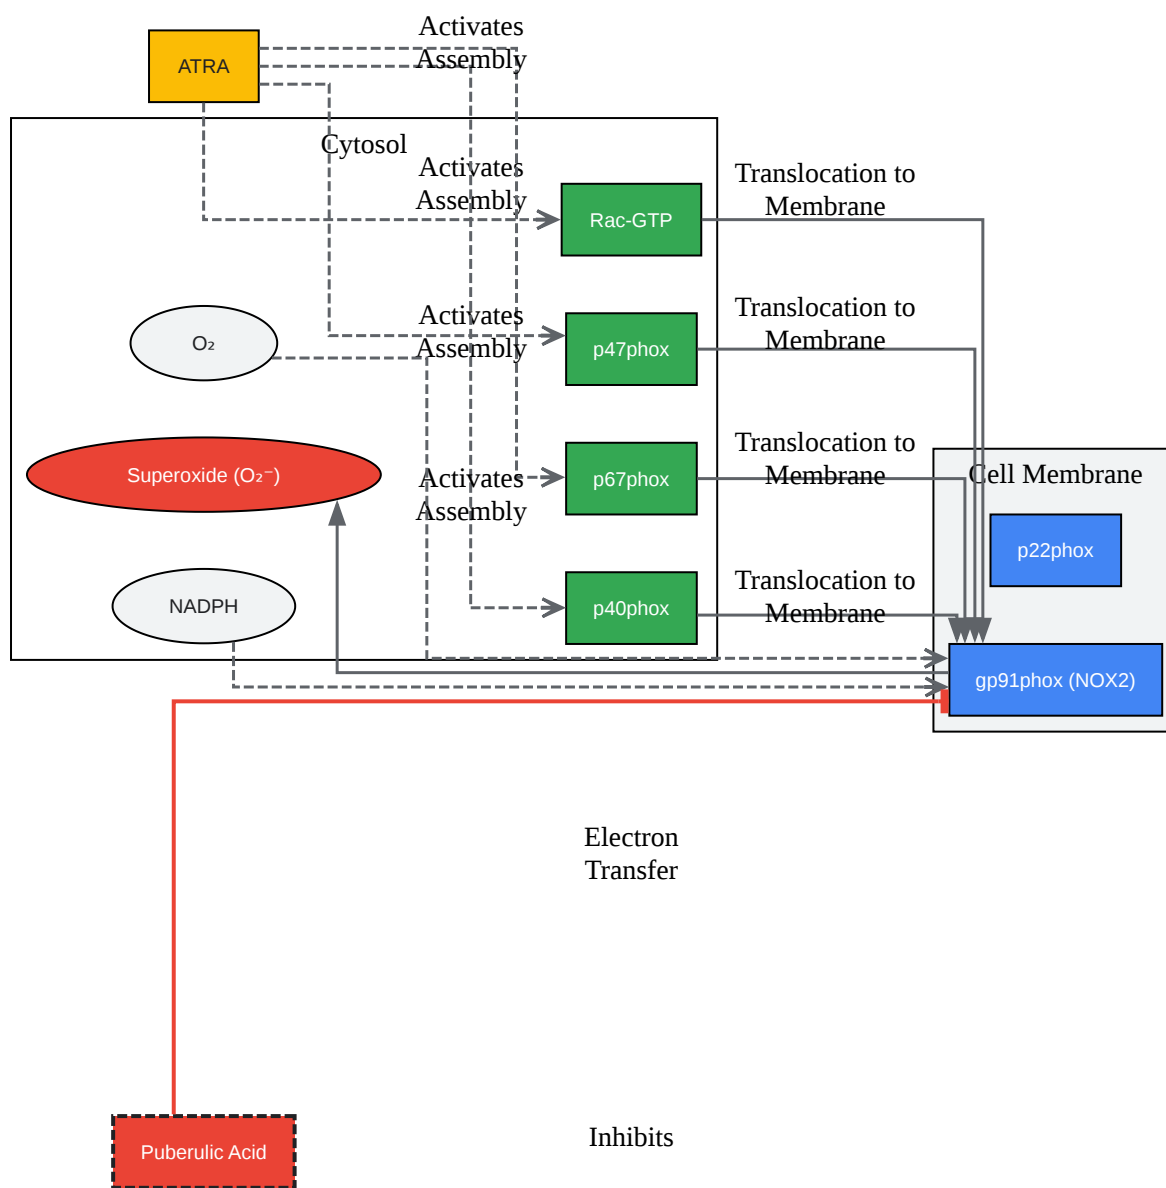 Activates
Assembly
ATRA
Cytosol
Activates
Assembly
Translocation to
Membrane
Rac-GTP
O₂
Activates
Assembly
Translocation to
Membrane
p47phox
Superoxide (O₂⁻)
Activates
Assembly
p67phox
Translocation to
Membrane
Cell Membrane
p22phox
NADPH
p40phox
Translocation to
Membrane
gp91phox (NOX2)
Electron
Transfer
Puberulic Acid
Inhibits